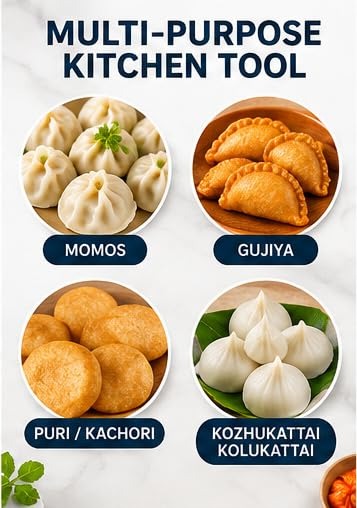 MULTI-PURPOSE
KITCHEN TOOL
MOMOS
GUJIYA
PURI / KACHORI
KOZHUKATTAI
KOLUKATTAI